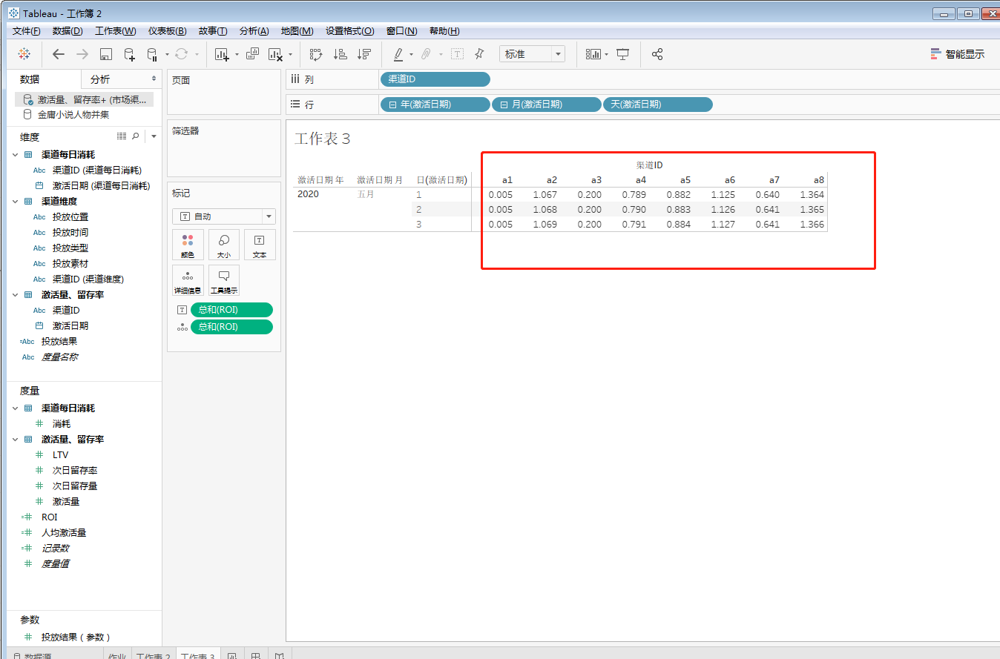 Tableau - 工作簿 2
文件(F) 数据(D) 工作表(W) 仪表板(B) 故事(T) 分析(A) 地图(M) 设置格式(O) 窗口(N) 帮助(H)
标准
智能显示
数据 分析
激活量、留存率+ (市场渠...
金庸小说人物并集
维度
渠道每日消耗
Abc 渠道ID (渠道每日消耗)
激活日期 (渠道每日消耗)
渠道维度
Abc 投放位置
Abc 投放时间
Abc 投放类型
Abc 投放素材
Abc 渠道ID (渠道维度)
激活量、留存率
Abc 渠道ID
激活日期
=Abc 投放结果
Abc 度量名称
度量
渠道每日消耗
消耗
激活量、留存率
LTV
次日留存率
次日留存量
激活量
ROI
人均激活量
记录数
度量值
参数
投放结果（参数）
页面
筛选器
标记
自动
颜色 大小 文本
详细信息 工具提示
总和(ROI)
总和(ROI)
列 渠道ID
行 年(激活日期) 月(激活日期) 天(激活日期)
工作表 3
渠道ID
激活日期 年 激活日期 月 日(激活日期) a1 a2 a3 a4 a5 a6 a7 a8
2020 五月 1 0.005 1.067 0.200 0.789 0.882 1.125 0.640 1.364
2 0.005 1.068 0.200 0.790 0.883 1.126 0.641 1.365
3 0.005 1.069 0.200 0.791 0.884 1.127 0.641 1.366
数据源 作业 工作表 2 工作表 3